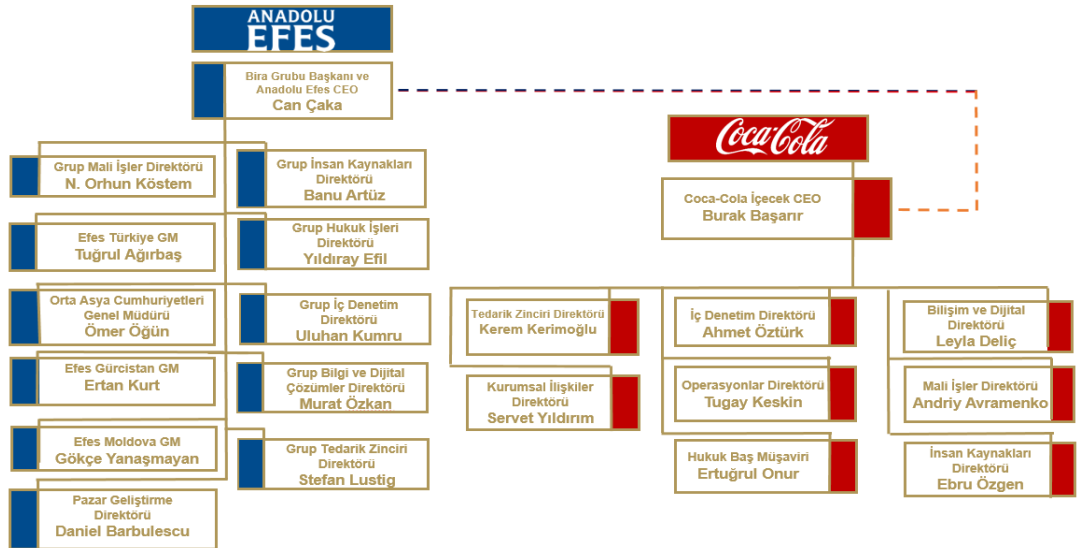 ANADOLU
EFES
Bira Grubu Başkanı ve
Anadolu Efes CEO
Can Çaka
Grup Mali İşler Direktörü
N. Orhun Köstem
Grup İnsan Kaynakları
Direktörü
Banu Artüz
Efes Türkiye GM
Tuğrul Ağırbaş
Grup Hukuk İşleri
Direktörü
Yıldıray Efil
Orta Asya Cumhuriyetleri
Genel Müdürü
Ömer Öğün
Grup İç Denetim
Direktörü
Uluhan Kumru
Efes Gürcistan GM
Ertan Kurt
Grup Bilgi ve Dijital
Çözümler Direktörü
Murat Özkan
Efes Moldova GM
Gökçe Yanaşmayan
Grup Tedarik Zinciri
Direktörü
Stefan Lustig
Pazar Geliştirme
Direktörü
Daniel Barbulescu
Coca-Cola
Coca-Cola İçecek CEO
Burak Başarır
Tedarik Zinciri Direktörü
Kerem Kerimoğlu
Kurumsal İlişkiler
Direktörü
Servet Yıldırım
İç Denetim Direktörü
Ahmet Öztürk
Operasyonlar Direktörü
Tugay Keskin
Hukuk Baş Müşaviri
Ertuğrul Onur
Bilişim ve Dijital
Direktörü
Leyla Deliç
Mali İşler Direktörü
Andriy Avramenko
İnsan Kaynakları
Direktörü
Ebru Özgen